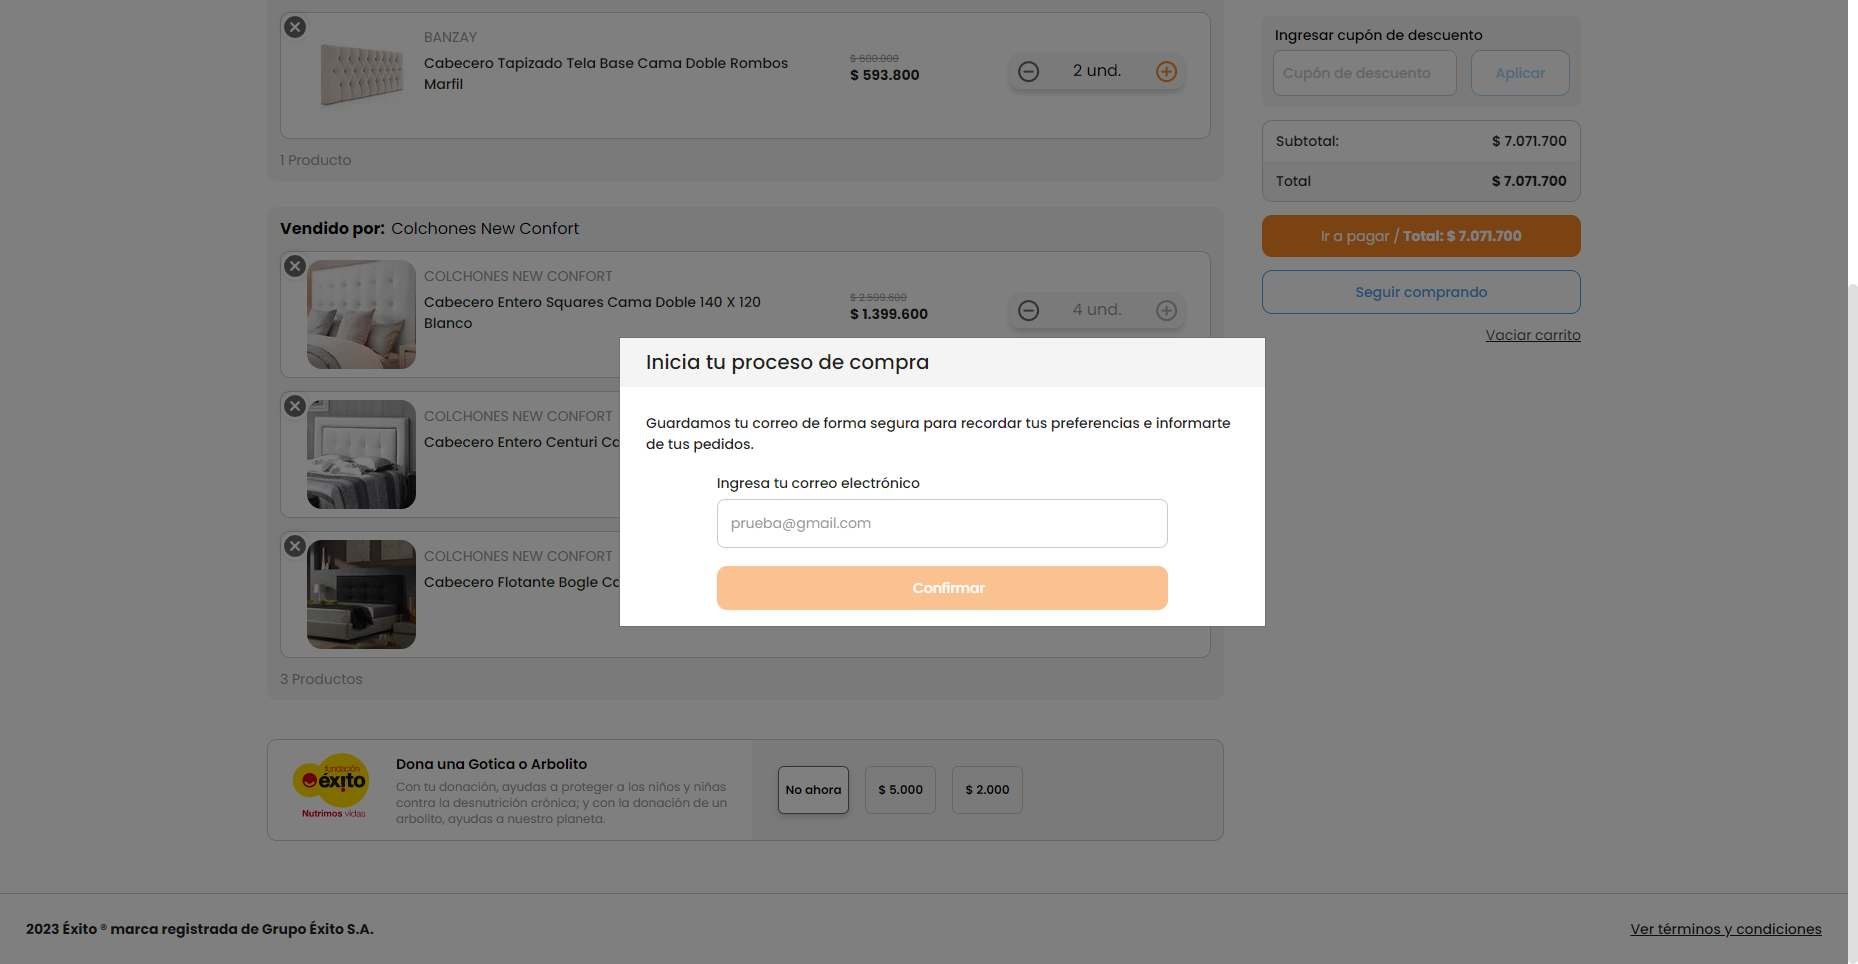 BANZAY
Cabecero Tapizado Tela Base Cama Doble Rombos
Marfil
$ 680.000
$ 593.800
2 und.
1 Producto
Vendido por: Colchones New Confort
COLCHONES NEW CONFORT
Cabecero Entero Squares Cama Doble 140 X 120
Blanco
$ 2.599.600
$ 1.399.600
4 und.
COLCHONES NEW CONFORT
Cabecero Entero Centuri Ca
COLCHONES NEW CONFORT
Cabecero Flotante Bogle Ca
3 Productos
Ingresar cupón de descuento
Cupón de descuento
Aplicar
Subtotal:
$ 7.071.700
Total
$ 7.071.700
Ir a pagar / Total: $ 7.071.700
Seguir comprando
Vaciar carrito
Inicia tu proceso de compra
Guardamos tu correo de forma segura para recordar tus preferencias e informarte
de tus pedidos.
Ingresa tu correo electrónico
prueba@gmail.com
Confirmar
fundación
éxito
Nutrimos vidas
Dona una Gotica o Arbolito
Con tu donación, ayudas a proteger a los niños y niñas
contra la desnutrición crónica; y con la donación de un
arbolito, ayudas a nuestro planeta.
No ahora
$ 5.000
$ 2.000
2023 Éxito ® marca registrada de Grupo Éxito S.A.
Ver términos y condiciones